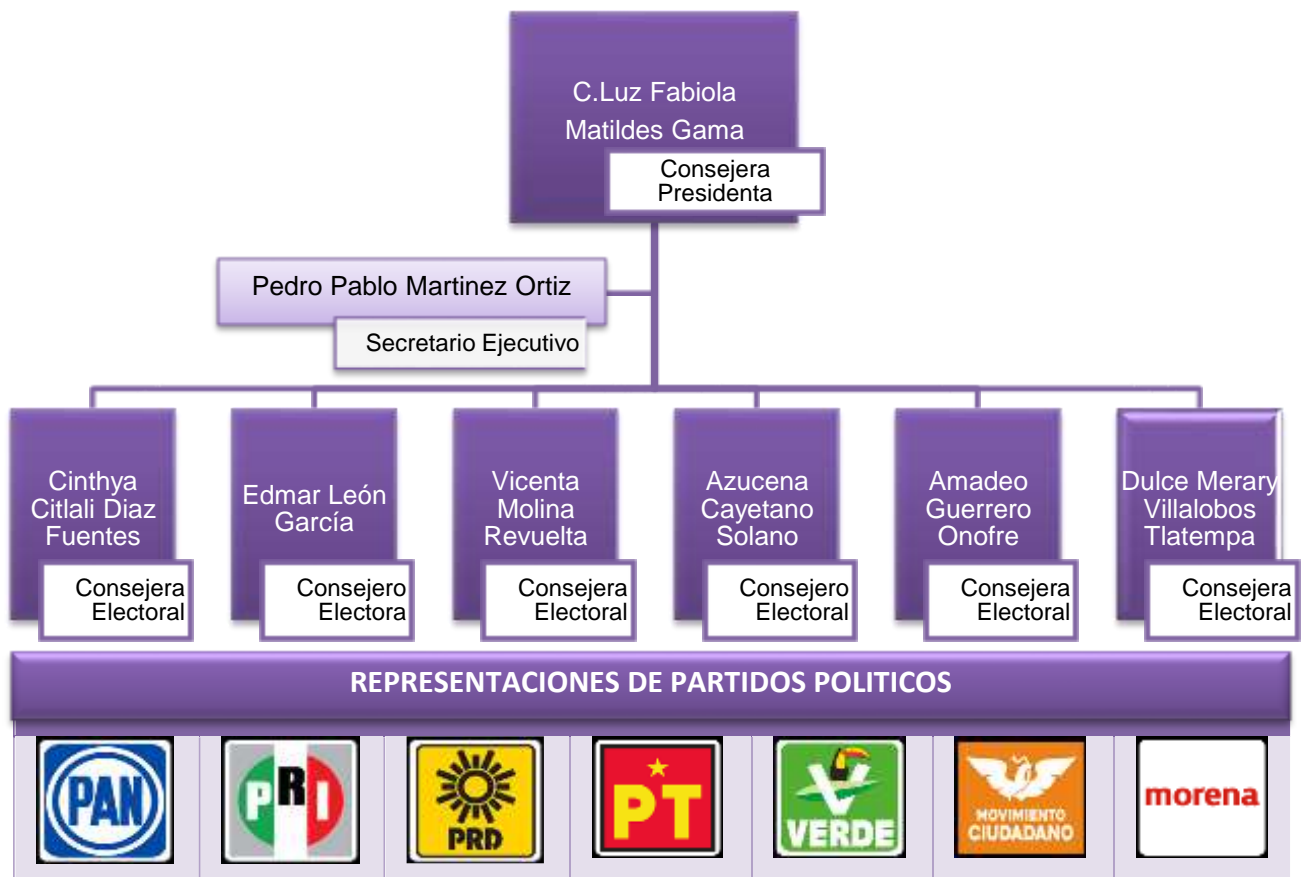 C.Luz Fabiola
Matildes Gama
Consejera
Presidenta
Pedro Pablo Martinez Ortiz
Secretario Ejecutivo
Cinthya
Citlali Diaz
Fuentes
Consejera
Electoral
Edmar León
García
Consejero
Electora
Vicenta
Molina
Revuelta
Consejera
Electoral
Azucena
Cayetano
Solano
Consejero
Electoral
Amadeo
Guerrero
Onofre
Consejera
Electoral
Dulce Merary
Villalobos
Tlatempa
Consejera
Electoral
REPRESENTACIONES DE PARTIDOS POLITICOS
PAN
PRI
PRD
PT
VERDE
MOVIMIENTO
CIUDADANO
morena